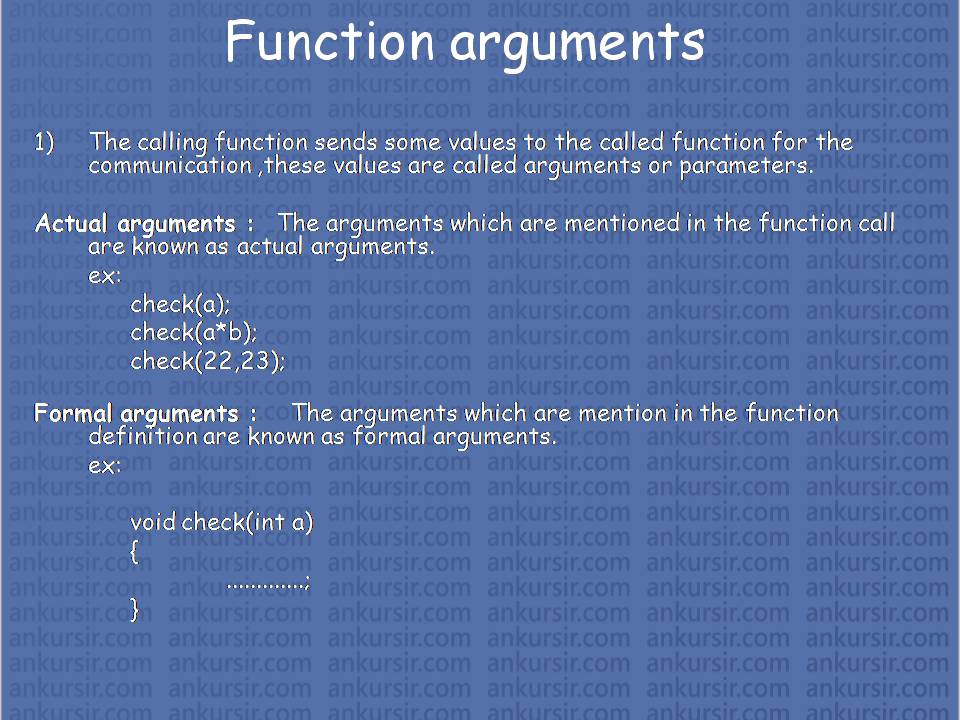 Function arguments
1) The calling function sends some values to the called function for the
communication ,these values are called arguments or parameters.
Actual arguments : The arguments which are mentioned in the function call
are known as actual arguments.
ex:
check(a);
check(a*b);
check(22,23);
Formal arguments : The arguments which are mention in the function
definition are known as formal arguments.
ex:
void check(int a)
{
.............;
}